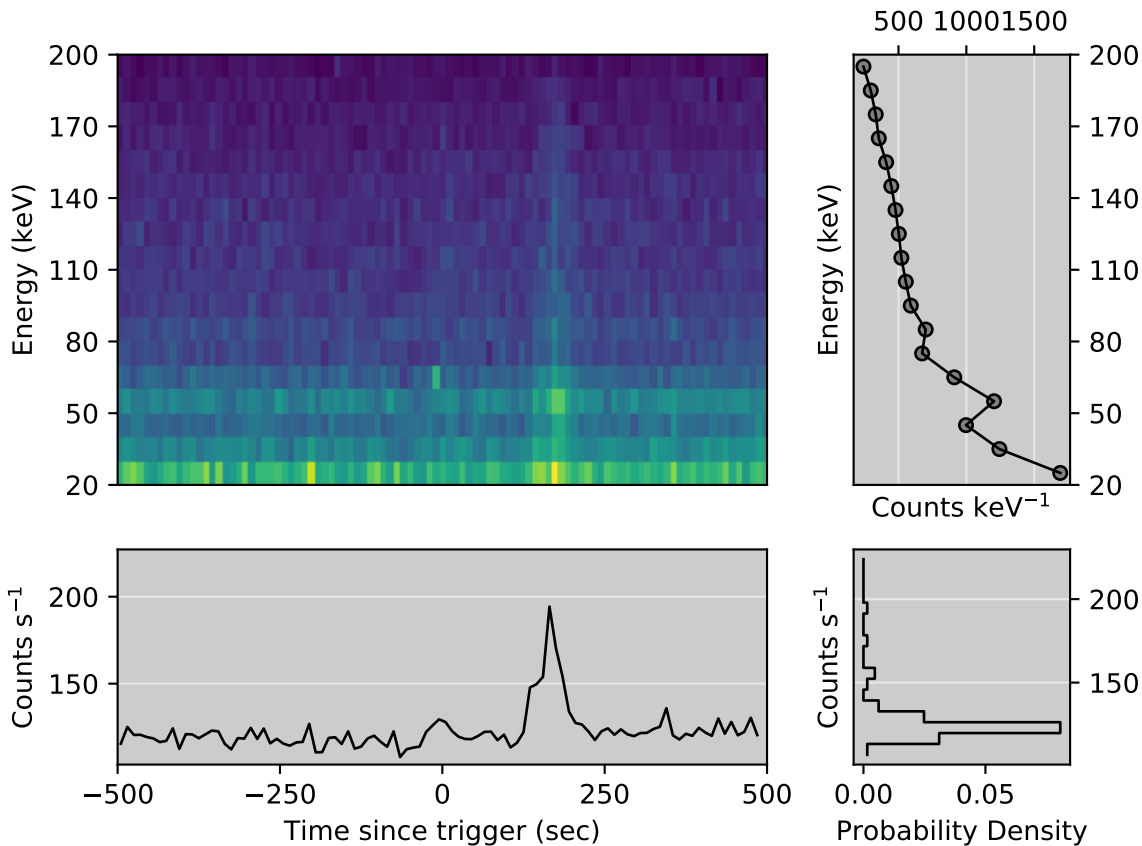 500 1000 1500
200
170
140
110
80
50
20
Energy (keV)
200
170
140
110
80
50
20
Energy (keV)
Counts keV⁻¹
200
150
Counts s⁻¹
−500 −250 0 250 500
Time since trigger (sec)
200
150
Counts s⁻¹
0.00 0.05
Probability Density